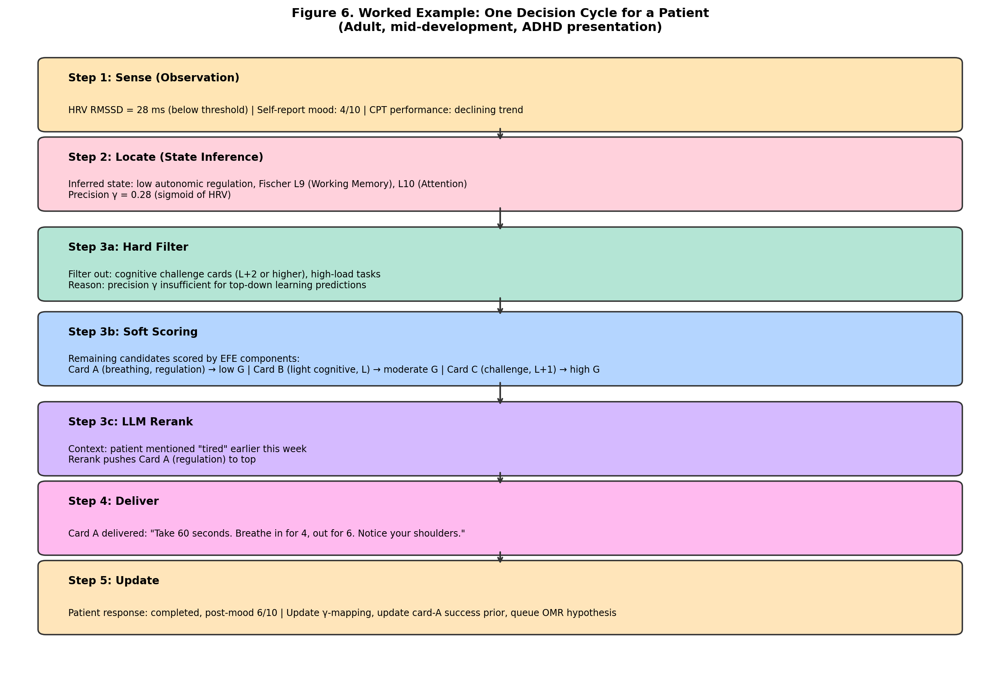 Figure 6. Worked Example: One Decision Cycle for a Patient
(Adult, mid-development, ADHD presentation)
Step 1: Sense (Observation)
HRV RMSSD = 28 ms (below threshold) | Self-report mood: 4/10 | CPT performance: declining trend
Step 2: Locate (State Inference)
Inferred state: low autonomic regulation, Fischer L9 (Working Memory), L10 (Attention)
Precision γ = 0.28 (sigmoid of HRV)
Step 3a: Hard Filter
Filter out: cognitive challenge cards (L+2 or higher), high-load tasks
Reason: precision γ insufficient for top-down learning predictions
Step 3b: Soft Scoring
Remaining candidates scored by EFE components:
Card A (breathing, regulation) → low G | Card B (light cognitive, L) → moderate G | Card C (challenge, L+1) → high G
Step 3c: LLM Rerank
Context: patient mentioned "tired" earlier this week
Rerank pushes Card A (regulation) to top
Step 4: Deliver
Card A delivered: "Take 60 seconds. Breathe in for 4, out for 6. Notice your shoulders."
Step 5: Update
Patient response: completed, post-mood 6/10 | Update γ-mapping, update card-A success prior, queue OMR hypothesis